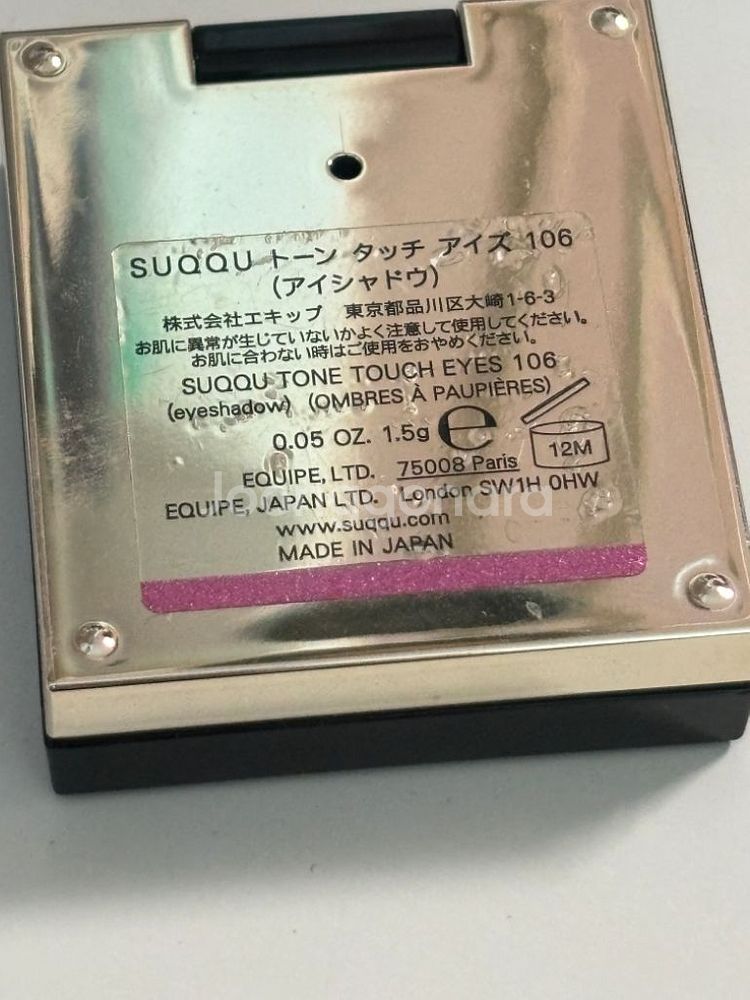 SUQQU トーン タッチ アイズ 106
(アイシャドウ)
株式会社エキップ 東京都品川区大崎1-6-3
お肌に異常が生じていないかよく注意して使用してください。
お肌に合わない時はご使用をおやめください。
SUQQU TONE TOUCH EYES 106
(eyeshadow) (OMBRES À PAUPIÈRES)
0.05 OZ. 1.5g e
12M
EQUIPE, LTD. 75008 Paris
EQUIPE, JAPAN LTD. London SW1H 0HW
www.suqqu.com
MADE IN JAPAN